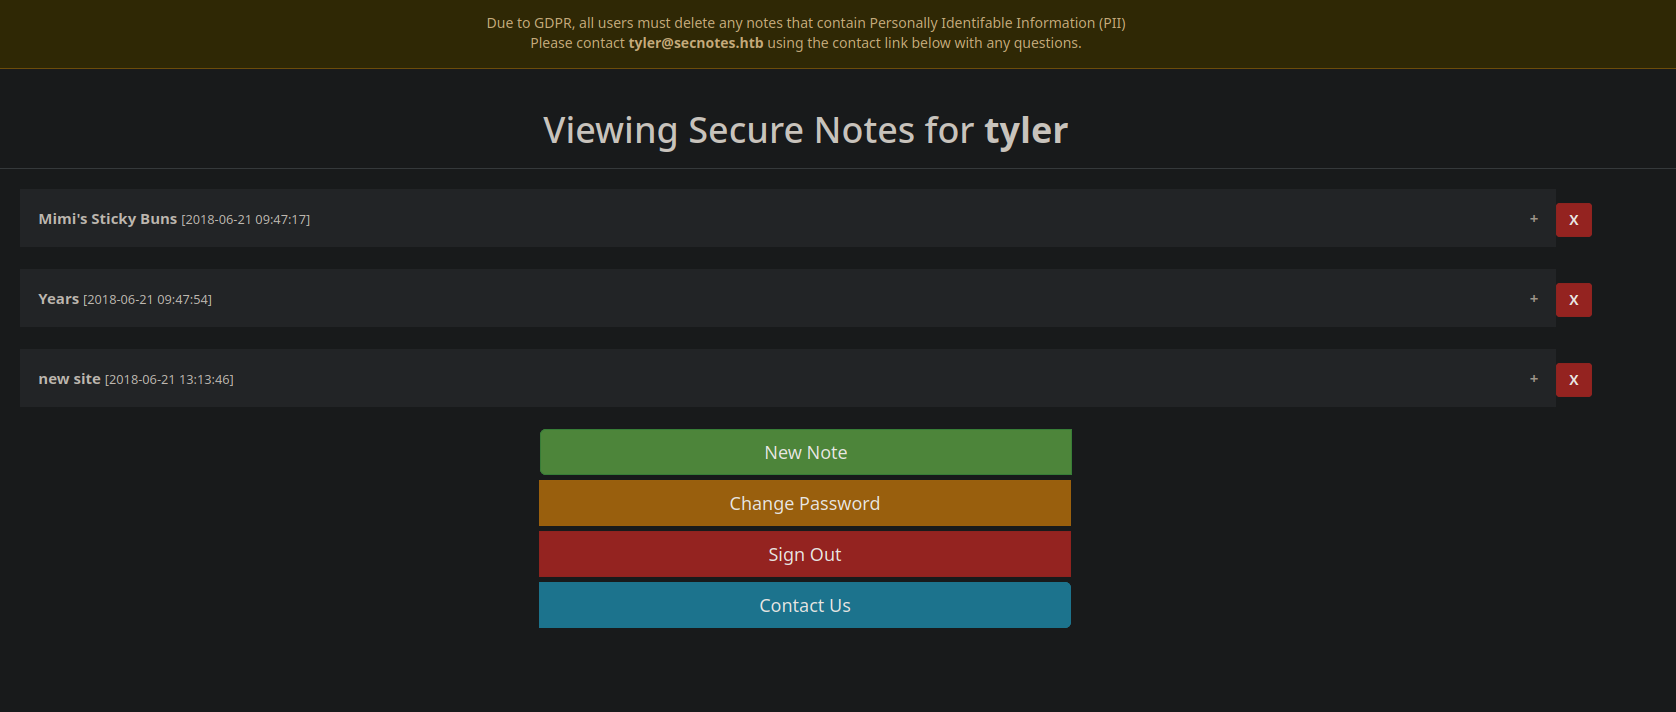 Due to GDPR, all users must delete any notes that contain Personally Identifable Information (PII)
Please contact tyler@secnotes.htb using the contact link below with any questions.
Viewing Secure Notes for tyler
Mimi's Sticky Buns [2018-06-21 09:47:17] + X
Years [2018-06-21 09:47:54] + X
new site [2018-06-21 13:13:46] + X
New Note
Change Password
Sign Out
Contact Us